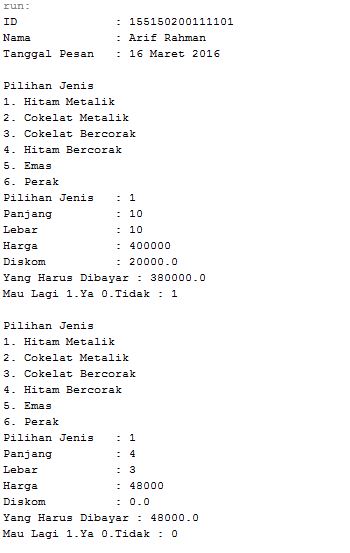 run:
ID : 155150200111101
Nama : Arif Rahman
Tanggal Pesan : 16 Maret 2016
Pilihan Jenis
1. Hitam Metalik
2. Cokelat Metalik
3. Cokelat Bercorak
4. Hitam Bercorak
5. Emas
6. Perak
Pilihan Jenis : 1
Panjang : 10
Lebar : 10
Harga : 400000
Diskom : 20000.0
Yang Harus Dibayar : 380000.0
Mau Lagi 1.Ya 0.Tidak : 1
Pilihan Jenis
1. Hitam Metalik
2. Cokelat Metalik
3. Cokelat Bercorak
4. Hitam Bercorak
5. Emas
6. Perak
Pilihan Jenis : 1
Panjang : 4
Lebar : 3
Harga : 48000
Diskom : 0.0
Yang Harus Dibayar : 48000.0
Mau Lagi 1.Ya 0.Tidak : 0